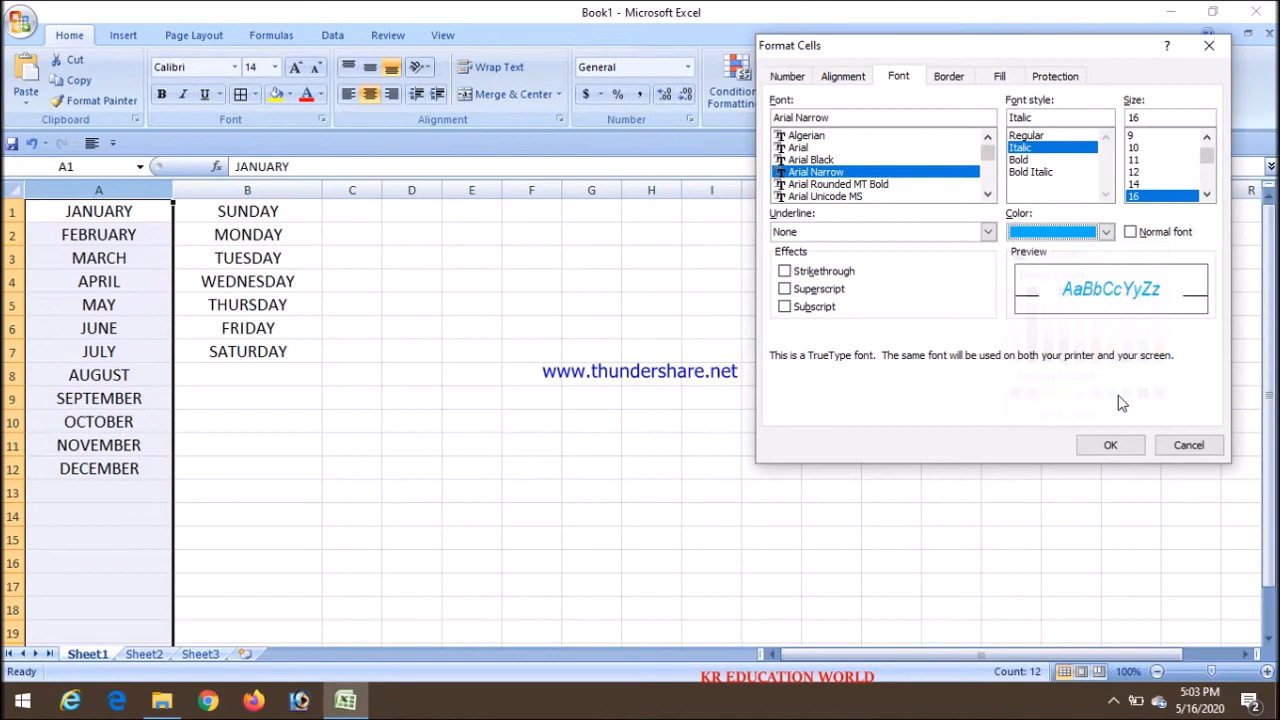 Book1 - Microsoft Excel
Home Insert Page Layout Formulas Data Review View
Paste
Cut
Copy
Format Painter
Clipboard
Calibri 14
B I U
Font
Wrap Text
Merge & Center
Alignment
General
$ % ,
Number
Conditional
Formatting
A1 fx JANUARY
A B C D E F G H I R
1 JANUARY SUNDAY
2 FEBRUARY MONDAY
3 MARCH TUESDAY
4 APRIL WEDNESDAY
5 MAY THURSDAY
6 JUNE FRIDAY
7 JULY SATURDAY
8 AUGUST
9 SEPTEMBER
10 OCTOBER
11 NOVEMBER
12 DECEMBER
13
14
15
16
17
18
19
www.thundershare.net
Format Cells
Number Alignment Font Border Fill Protection
Font: Font style: Size:
Arial Narrow Italic 16
Algerian Regular 9
Arial Italic 10
Arial Black Bold 11
Arial Narrow Bold Italic 12
Arial Rounded MT Bold 14
Arial Unicode MS 16
Underline: Color:
None Normal font
Effects Preview
Strikethrough
Superscript
Subscript
AaBbCcYyZz
This is a TrueType font. The same font will be used on both your printer and your screen.
OK Cancel
Sheet1 Sheet2 Sheet3
Ready Count: 12 100%
KR EDUCATION WORLD
5:03 PM
5/16/2020
2